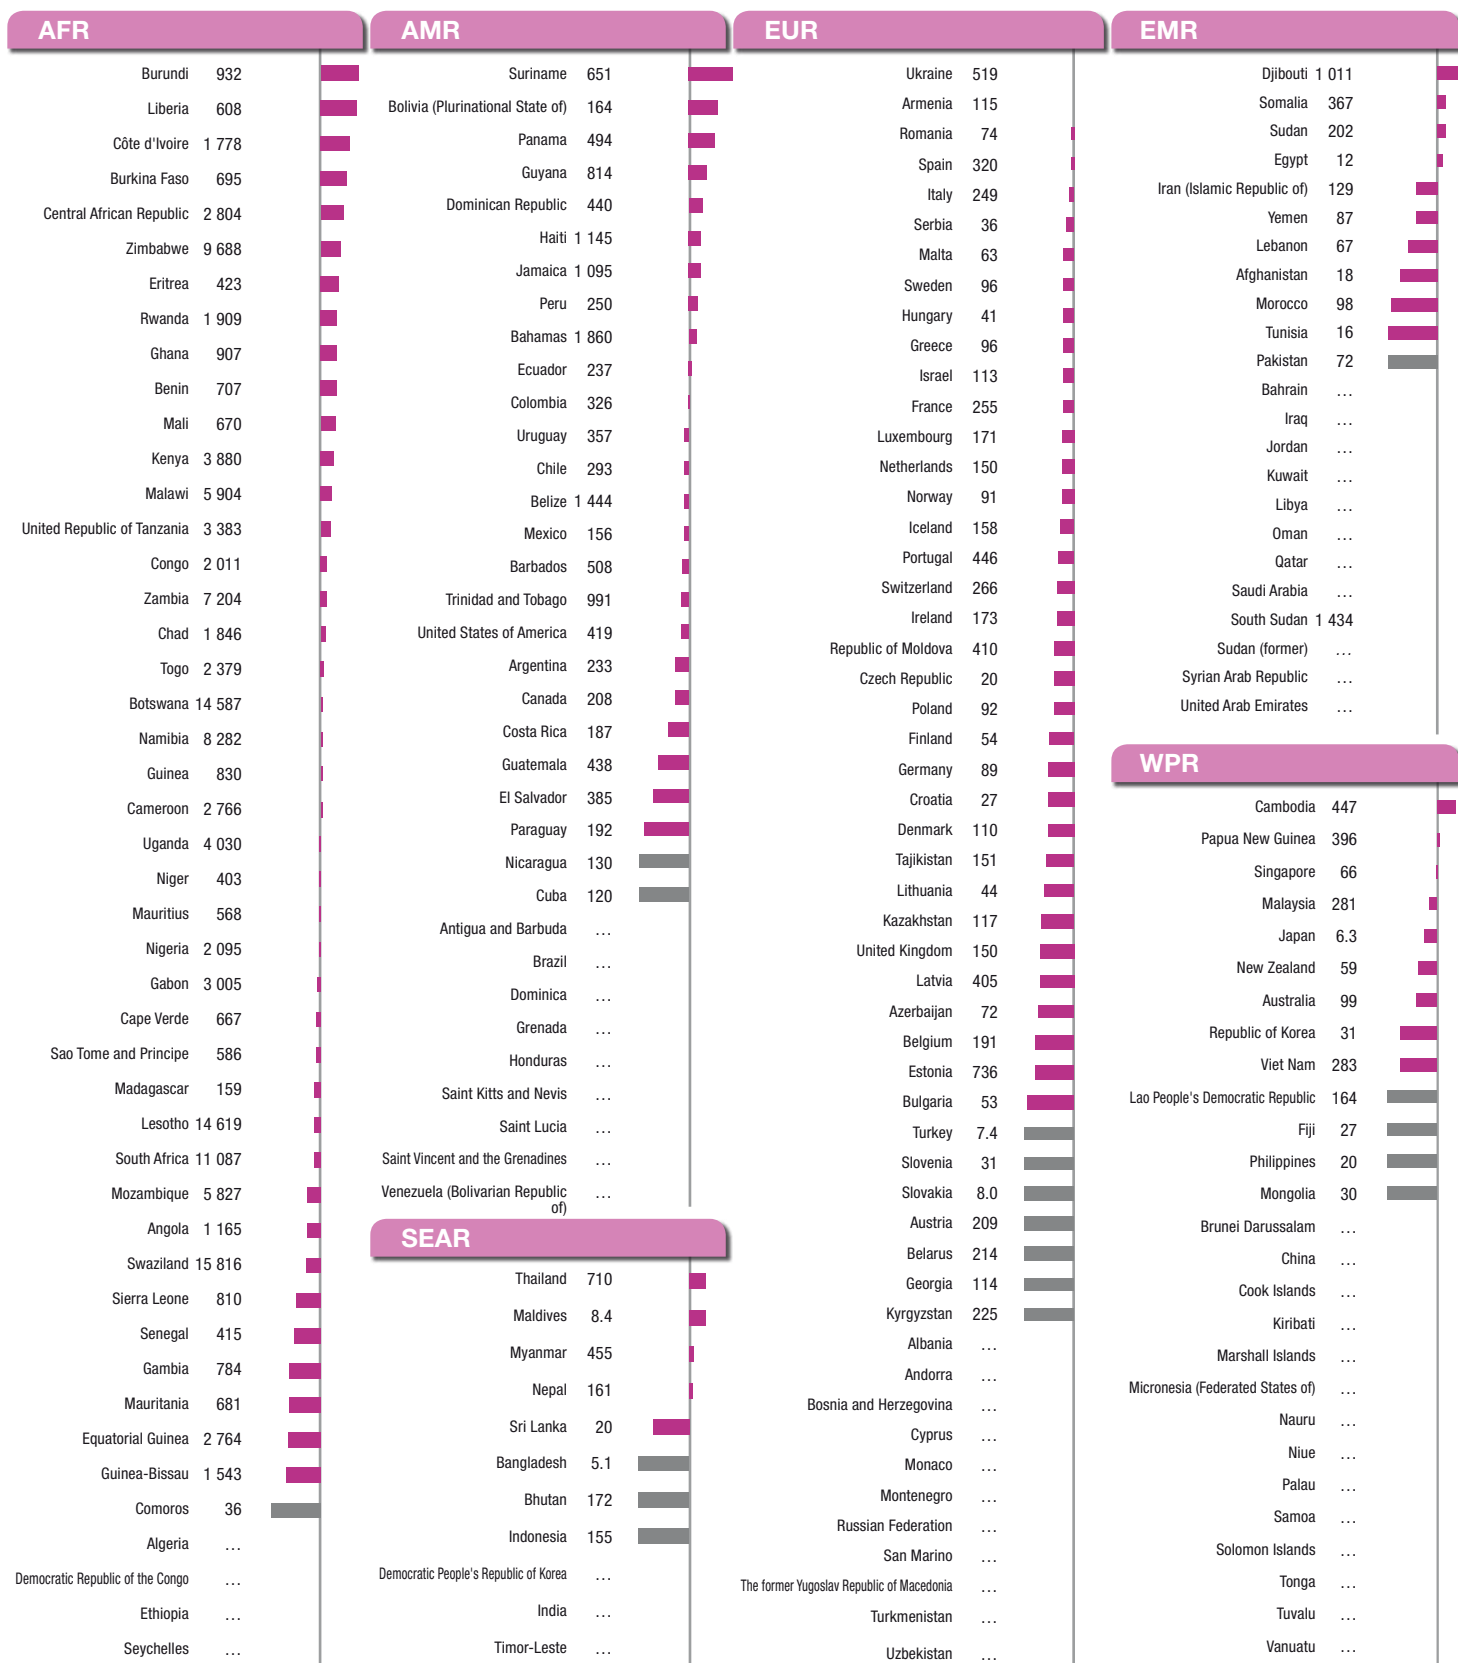 AFR
Burundi 932
Liberia 608
Côte d'Ivoire 1 778
Burkina Faso 695
Central African Republic 2 804
Zimbabwe 9 688
Eritrea 423
Rwanda 1 909
Ghana 907
Benin 707
Mali 670
Kenya 3 880
Malawi 5 904
United Republic of Tanzania 3 383
Congo 2 011
Zambia 7 204
Chad 1 846
Togo 2 379
Botswana 14 587
Namibia 8 282
Guinea 830
Cameroon 2 766
Uganda 4 030
Niger 403
Mauritius 568
Nigeria 2 095
Gabon 3 005
Cape Verde 667
Sao Tome and Principe 586
Madagascar 159
Lesotho 14 619
South Africa 11 087
Mozambique 5 827
Angola 1 165
Swaziland 15 816
Sierra Leone 810
Senegal 415
Gambia 784
Mauritania 681
Equatorial Guinea 2 764
Guinea-Bissau 1 543
Comoros 36
Algeria ...
Democratic Republic of the Congo ...
Ethiopia ...
Seychelles ...
AMR
Suriname 651
Bolivia (Plurinational State of) 164
Panama 494
Guyana 814
Dominican Republic 440
Haiti 1 145
Jamaica 1 095
Peru 250
Bahamas 1 860
Ecuador 237
Colombia 326
Uruguay 357
Chile 293
Belize 1 444
Mexico 156
Barbados 508
Trinidad and Tobago 991
United States of America 419
Argentina 233
Canada 208
Costa Rica 187
Guatemala 438
El Salvador 385
Paraguay 192
Nicaragua 130
Cuba 120
Antigua and Barbuda ...
Brazil ...
Dominica ...
Grenada ...
Honduras ...
Saint Kitts and Nevis ...
Saint Lucia ...
Saint Vincent and the Grenadines ...
Venezuela (Bolivarian Republic ...
of)
SEAR
Thailand 710
Maldives 8.4
Myanmar 455
Nepal 161
Sri Lanka 20
Bangladesh 5.1
Bhutan 172
Indonesia 155
Democratic People's Republic of Korea ...
India ...
Timor-Leste ...
EUR
Ukraine 519
Armenia 115
Romania 74
Spain 320
Italy 249
Serbia 36
Malta 63
Sweden 96
Hungary 41
Greece 96
Israel 113
France 255
Luxembourg 171
Netherlands 150
Norway 91
Iceland 158
Portugal 446
Switzerland 266
Ireland 173
Republic of Moldova 410
Czech Republic 20
Poland 92
Finland 54
Germany 89
Croatia 27
Denmark 110
Tajikistan 151
Lithuania 44
Kazakhstan 117
United Kingdom 150
Latvia 405
Azerbaijan 72
Belgium 191
Estonia 736
Bulgaria 53
Turkey 7.4
Slovenia 31
Slovakia 8.0
Austria 209
Belarus 214
Georgia 114
Kyrgyzstan 225
Albania ...
Andorra ...
Bosnia and Herzegovina ...
Cyprus ...
Monaco ...
Montenegro ...
Russian Federation ...
San Marino ...
The former Yugoslav Republic of Macedonia ...
Turkmenistan ...
Uzbekistan ...
EMR
Djibouti 1 011
Somalia 367
Sudan 202
Egypt 12
Iran (Islamic Republic of) 129
Yemen 87
Lebanon 67
Afghanistan 18
Morocco 98
Tunisia 16
Pakistan 72
Bahrain ...
Iraq ...
Jordan ...
Kuwait ...
Libya ...
Oman ...
Qatar ...
Saudi Arabia ...
South Sudan 1 434
Sudan (former) ...
Syrian Arab Republic ...
United Arab Emirates ...
WPR
Cambodia 447
Papua New Guinea 396
Singapore 66
Malaysia 281
Japan 6.3
New Zealand 59
Australia 99
Republic of Korea 31
Viet Nam 283
Lao People's Democratic Republic 164
Fiji 27
Philippines 20
Mongolia 30
Brunei Darussalam ...
China ...
Cook Islands ...
Kiribati ...
Marshall Islands ...
Micronesia (Federated States of) ...
Nauru ...
Niue ...
Palau ...
Samoa ...
Solomon Islands ...
Tonga ...
Tuvalu ...
Vanuatu ...